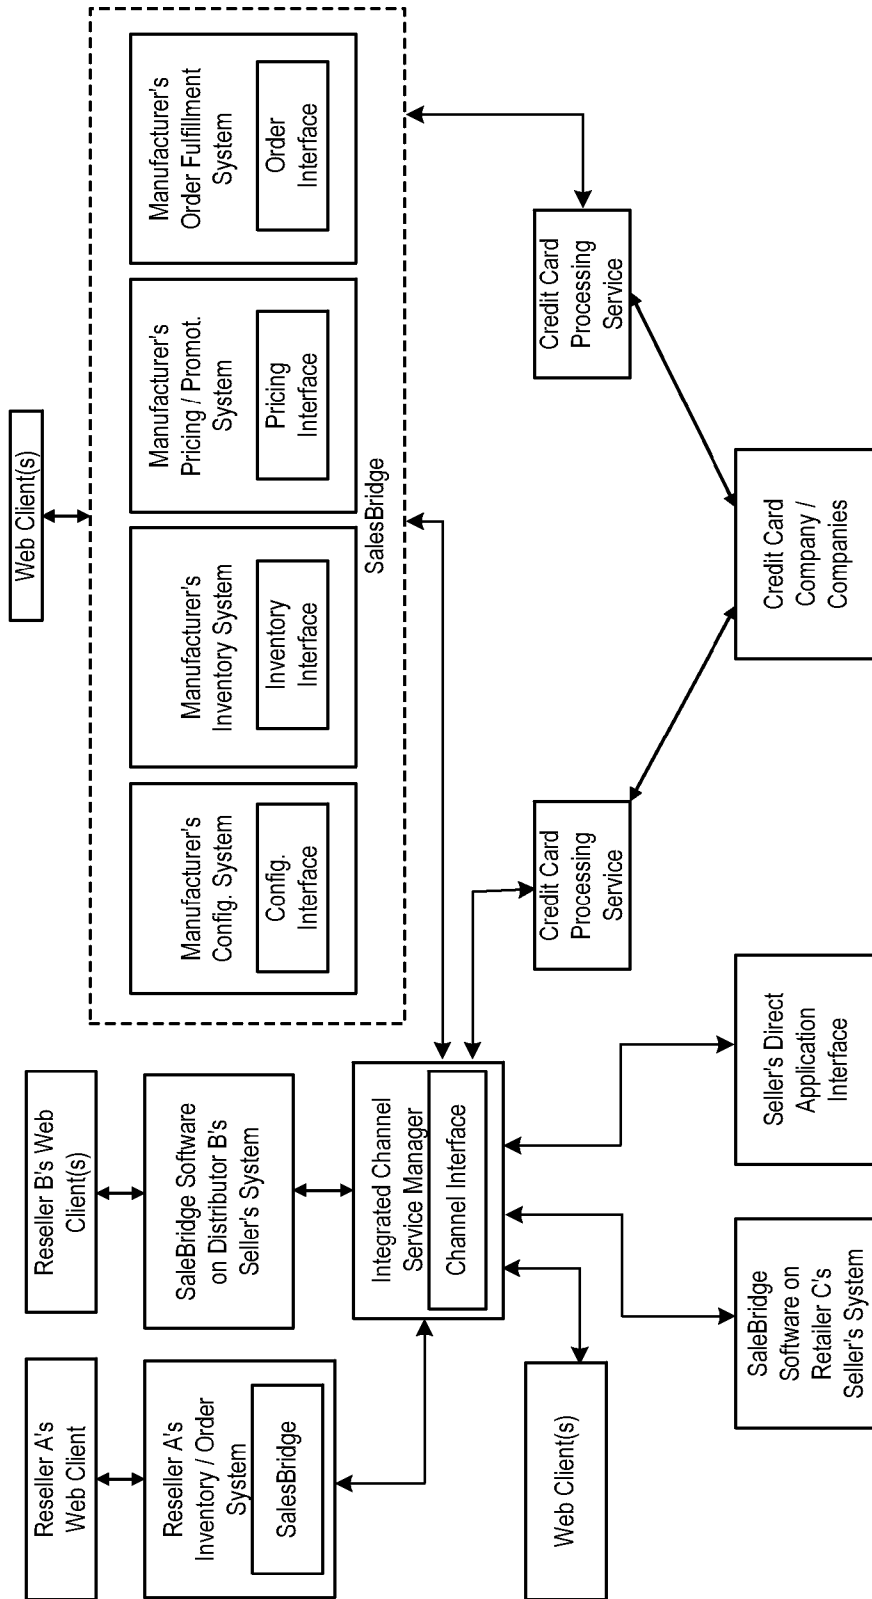 Reseller A's
Web Client
Reseller B's Web
Client(s)
Web Client(s)
Reseller A's
Inventory / Order
System
SalesBridge
SaleBridge Software
on Distributor B's
Seller's System
Manufacturer's
Config. System
Config.
Interface
Manufacturer's
Inventory System
Inventory
Interface
Manufacturer's
Pricing / Promot.
System
Pricing
Interface
Manufacturer's
Order Fulfillment
System
Order
Interface
SalesBridge
Integrated Channel
Service Manager
Channel Interface
Web Client(s)
Credit Card
Processing
Service
Credit Card
Processing
Service
SaleBridge
Software on
Retailer C's
Seller's System
Seller's Direct
Application
Interface
Credit Card
Company /
Companies